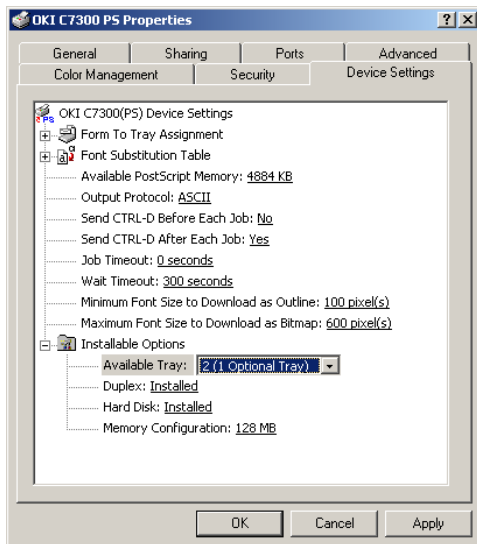 OKI C7300 PS Properties
General Sharing Ports Advanced
Color Management Security Device Settings
OKI C7300(PS) Device Settings
Form To Tray Assignment
Font Substitution Table
Available PostScript Memory: 4884 KB
Output Protocol: ASCII
Send CTRL-D Before Each Job: No
Send CTRL-D After Each Job: Yes
Job Timeout: 0 seconds
Wait Timeout: 300 seconds
Minimum Font Size to Download as Outline: 100 pixel(s)
Maximum Font Size to Download as Bitmap: 600 pixel(s)
Installable Options
Available Tray: 2 (1 Optional Tray)
Duplex: Installed
Hard Disk: Installed
Memory Configuration: 128 MB
OK Cancel Apply